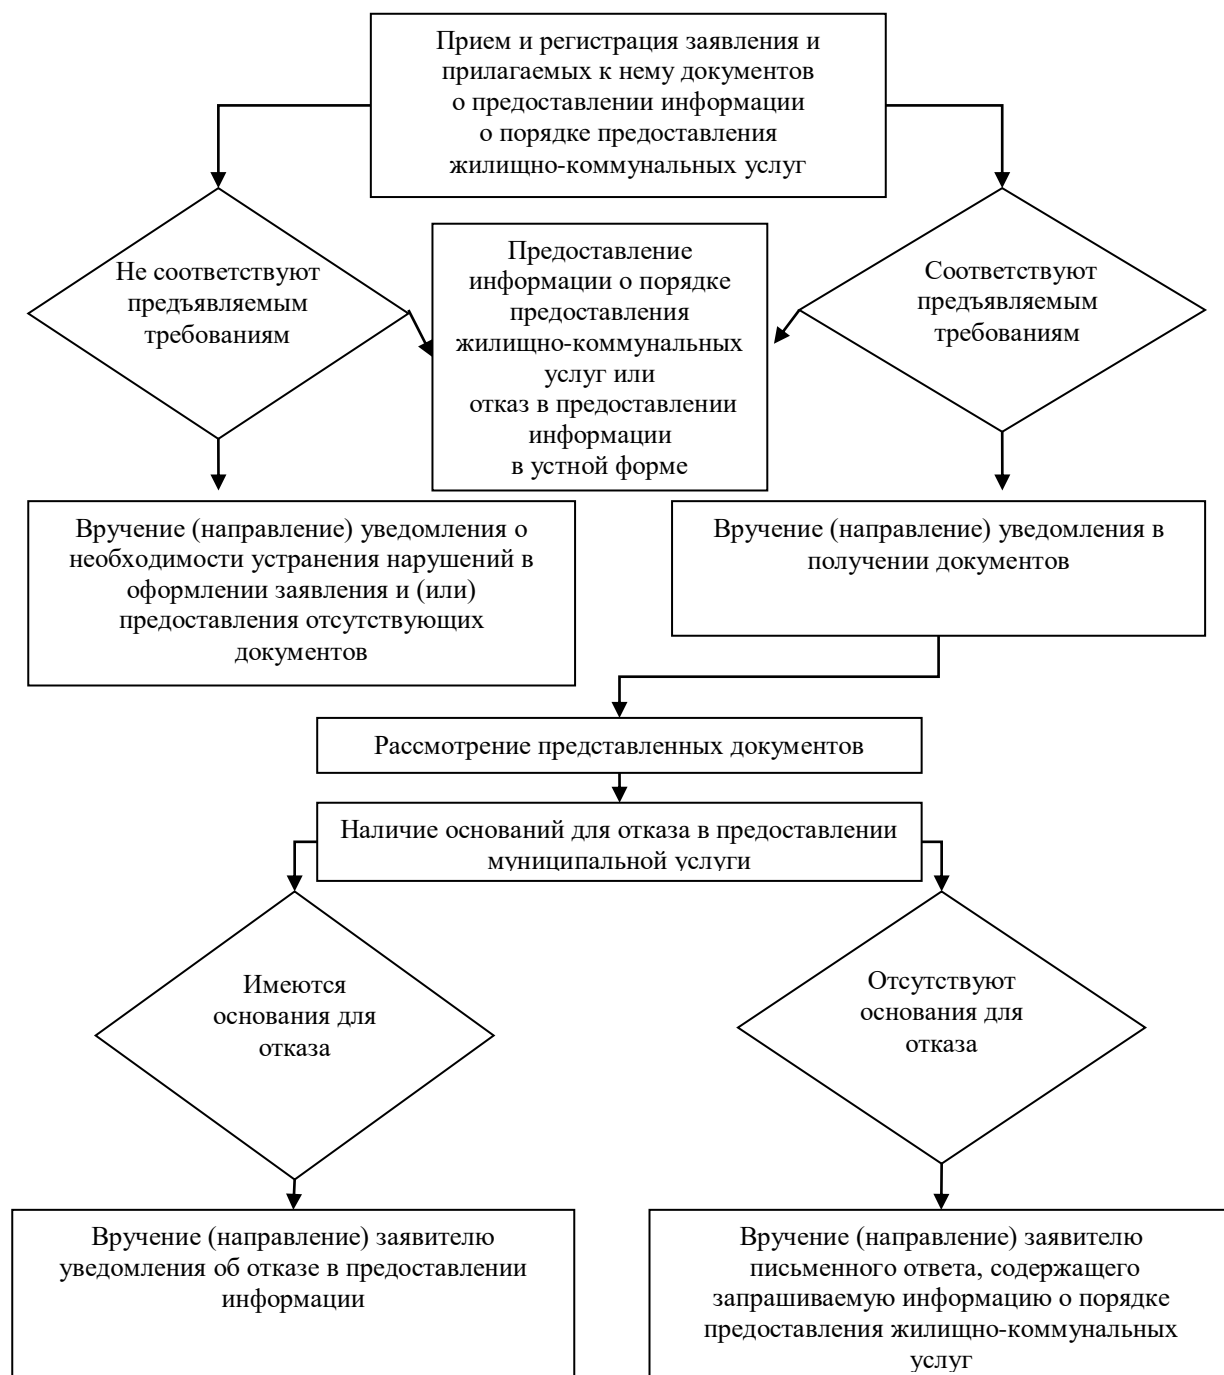 Прием и регистрация заявления и
прилагаемых к нему документов
о предоставлении информации
о порядке предоставления
жилищно-коммунальных услуг
Не соответствуют
предъявляемым
требованиям
Предоставление
информации о порядке
предоставления
жилищно-коммунальных
услуг или
отказ в предоставлении
информации
в устной форме
Соответствуют
предъявляемым
требованиям
Вручение (направление) уведомления о
необходимости устранения нарушений в
оформлении заявления и (или)
предоставления отсутствующих
документов
Вручение (направление) уведомления в
получении документов
Рассмотрение представленных документов
Наличие оснований для отказа в предоставлении
муниципальной услуги
Имеются
основания для
отказа
Отсутствуют
основания для
отказа
Вручение (направление) заявителю
уведомления об отказе в предоставлении
информации
Вручение (направление) заявителю
письменного ответа, содержащего
запрашиваемую информацию о порядке
предоставления жилищно-коммунальных
услуг